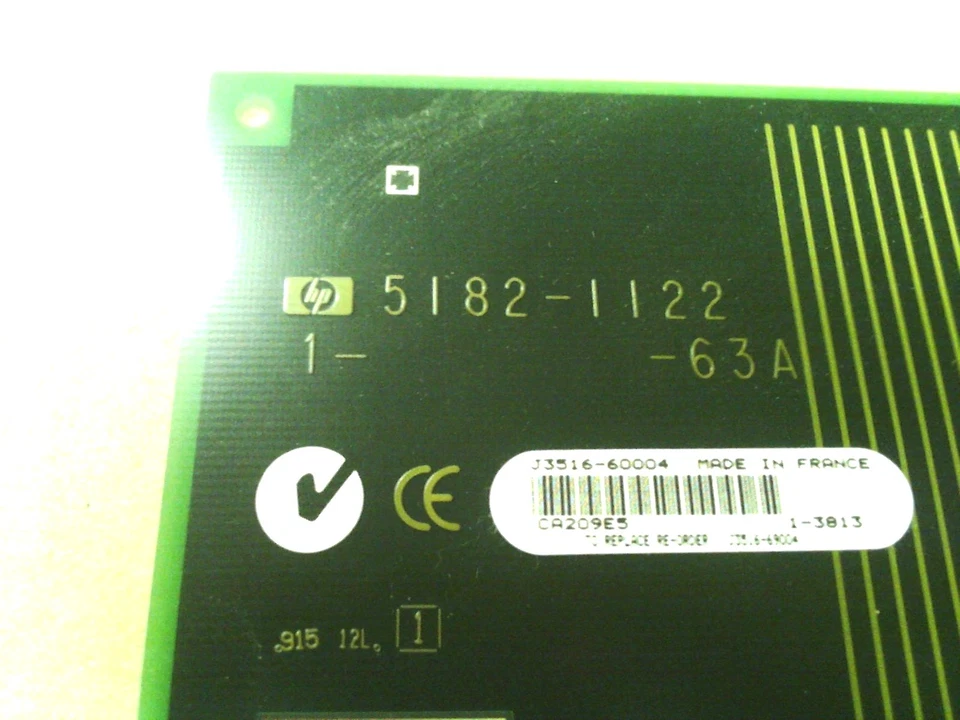 hp 5182-1122
1- -63A
CE
J3516-60004 MADE IN FRANCE
CA209E5 1-3813
TO REPLACE RE-ORDER J3516-69004
915 12L 1